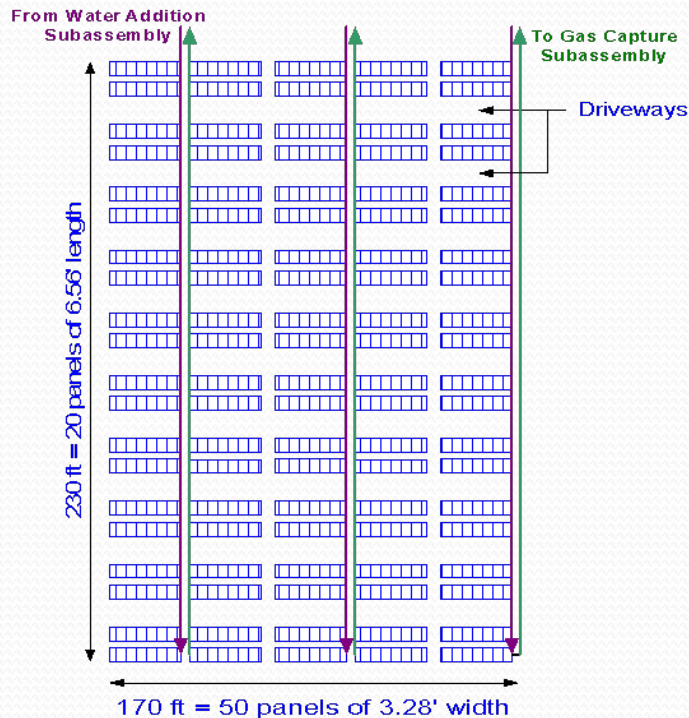 From Water Addition
Subassembly
To Gas Capture
Subassembly
Driveways
230 ft = 20 panels of 6.56' length
170 ft = 50 panels of 3.28' width